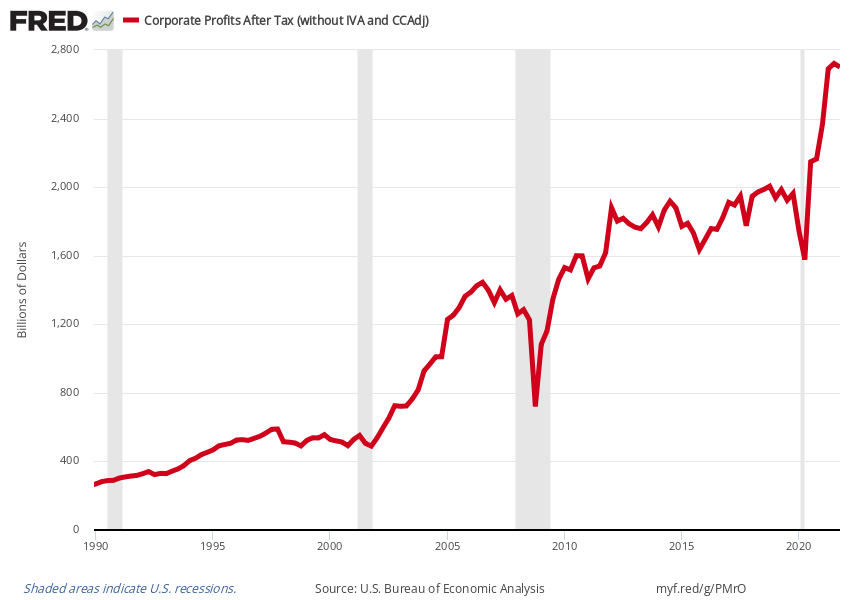 FRED
Corporate Profits After Tax (without IVA and CCAdj)
2,800
2,400
2,000
1,600
1,200
800
400
0
Billions of Dollars
1990 1995 2000 2005 2010 2015 2020
Shaded areas indicate U.S. recessions. Source: U.S. Bureau of Economic Analysis myf.red/g/PMrO